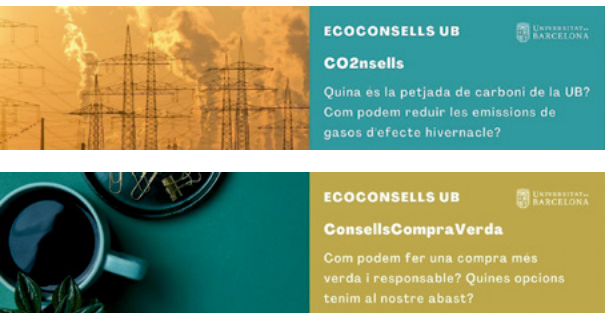 ECOCONSELLS UB
UNIVERSITAT DE
BARCELONA
CO2nsells
Quina es la petjada de carboni de la UB?
Com podem reduir les emissions de
gasos d'efecte hivernacle?
ECOCONSELLS UB
UNIVERSITAT DE
BARCELONA
ConsellsCompraVerda
Com podem fer una compra mes
verda i responsable? Quines opcions
tenim al nostre abast?